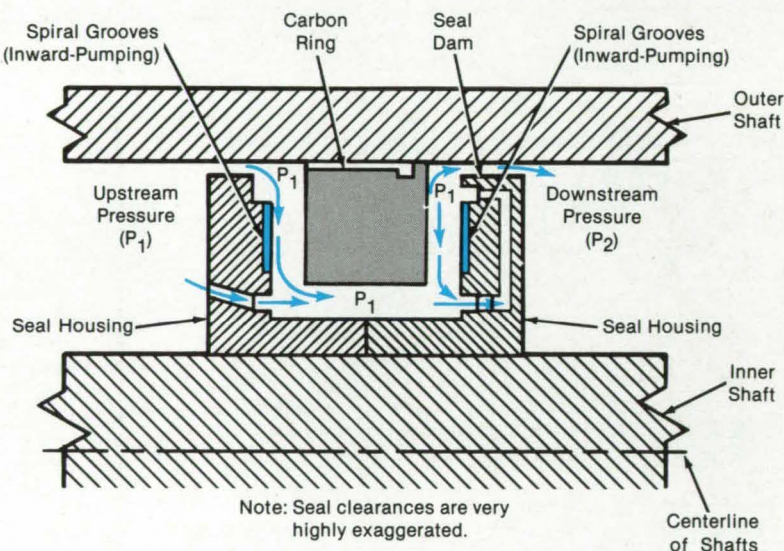 Spiral Grooves
(Inward-Pumping)
Carbon
Ring
Seal
Dam
Spiral Grooves
(Inward-Pumping)
Outer
Shaft
P1
P1
Upstream
Pressure
(P1)
Downstream
Pressure
(P2)
P1
Seal Housing
Seal Housing
Inner
Shaft
Note: Seal clearances are very
highly exaggerated.
Centerline
of Shafts